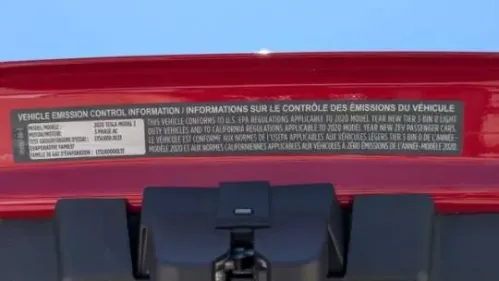 VEHICLE EMISSION CONTROL INFORMATION / INFORMATIONS SUR LE CONTRÔLE DES ÉMISSIONS DU VÉHICULE
MODEL/MODÈLE: 2020 TESLA MODEL 3
3 PHASE AC
THIS VEHICLE CONFORMS TO U.S. EPA REGULATIONS APPLICABLE TO 2020 MODEL YEAR NEW TIER 3 BIN 0 LIGHT
DUTY VEHICLES AND TO CALIFORNIA REGULATIONS APPLICABLE TO 2020 MODEL YEAR NEW ZEV PASSENGER CARS.
CE VÉHICULE EST CONFORME AUX NORMES DE L'USEPA APPLICABLES AUX VÉHICULES LÉGERS TIER 3 BIN 0 DE L'ANNÉE-
MODÈLE 2020 ET AUX NORMES CALIFORNIENNES APPLICABLES AUX VÉHICULES À ZÉRO ÉMISSIONS DE L'ANNÉE-MODÈLE 2020.